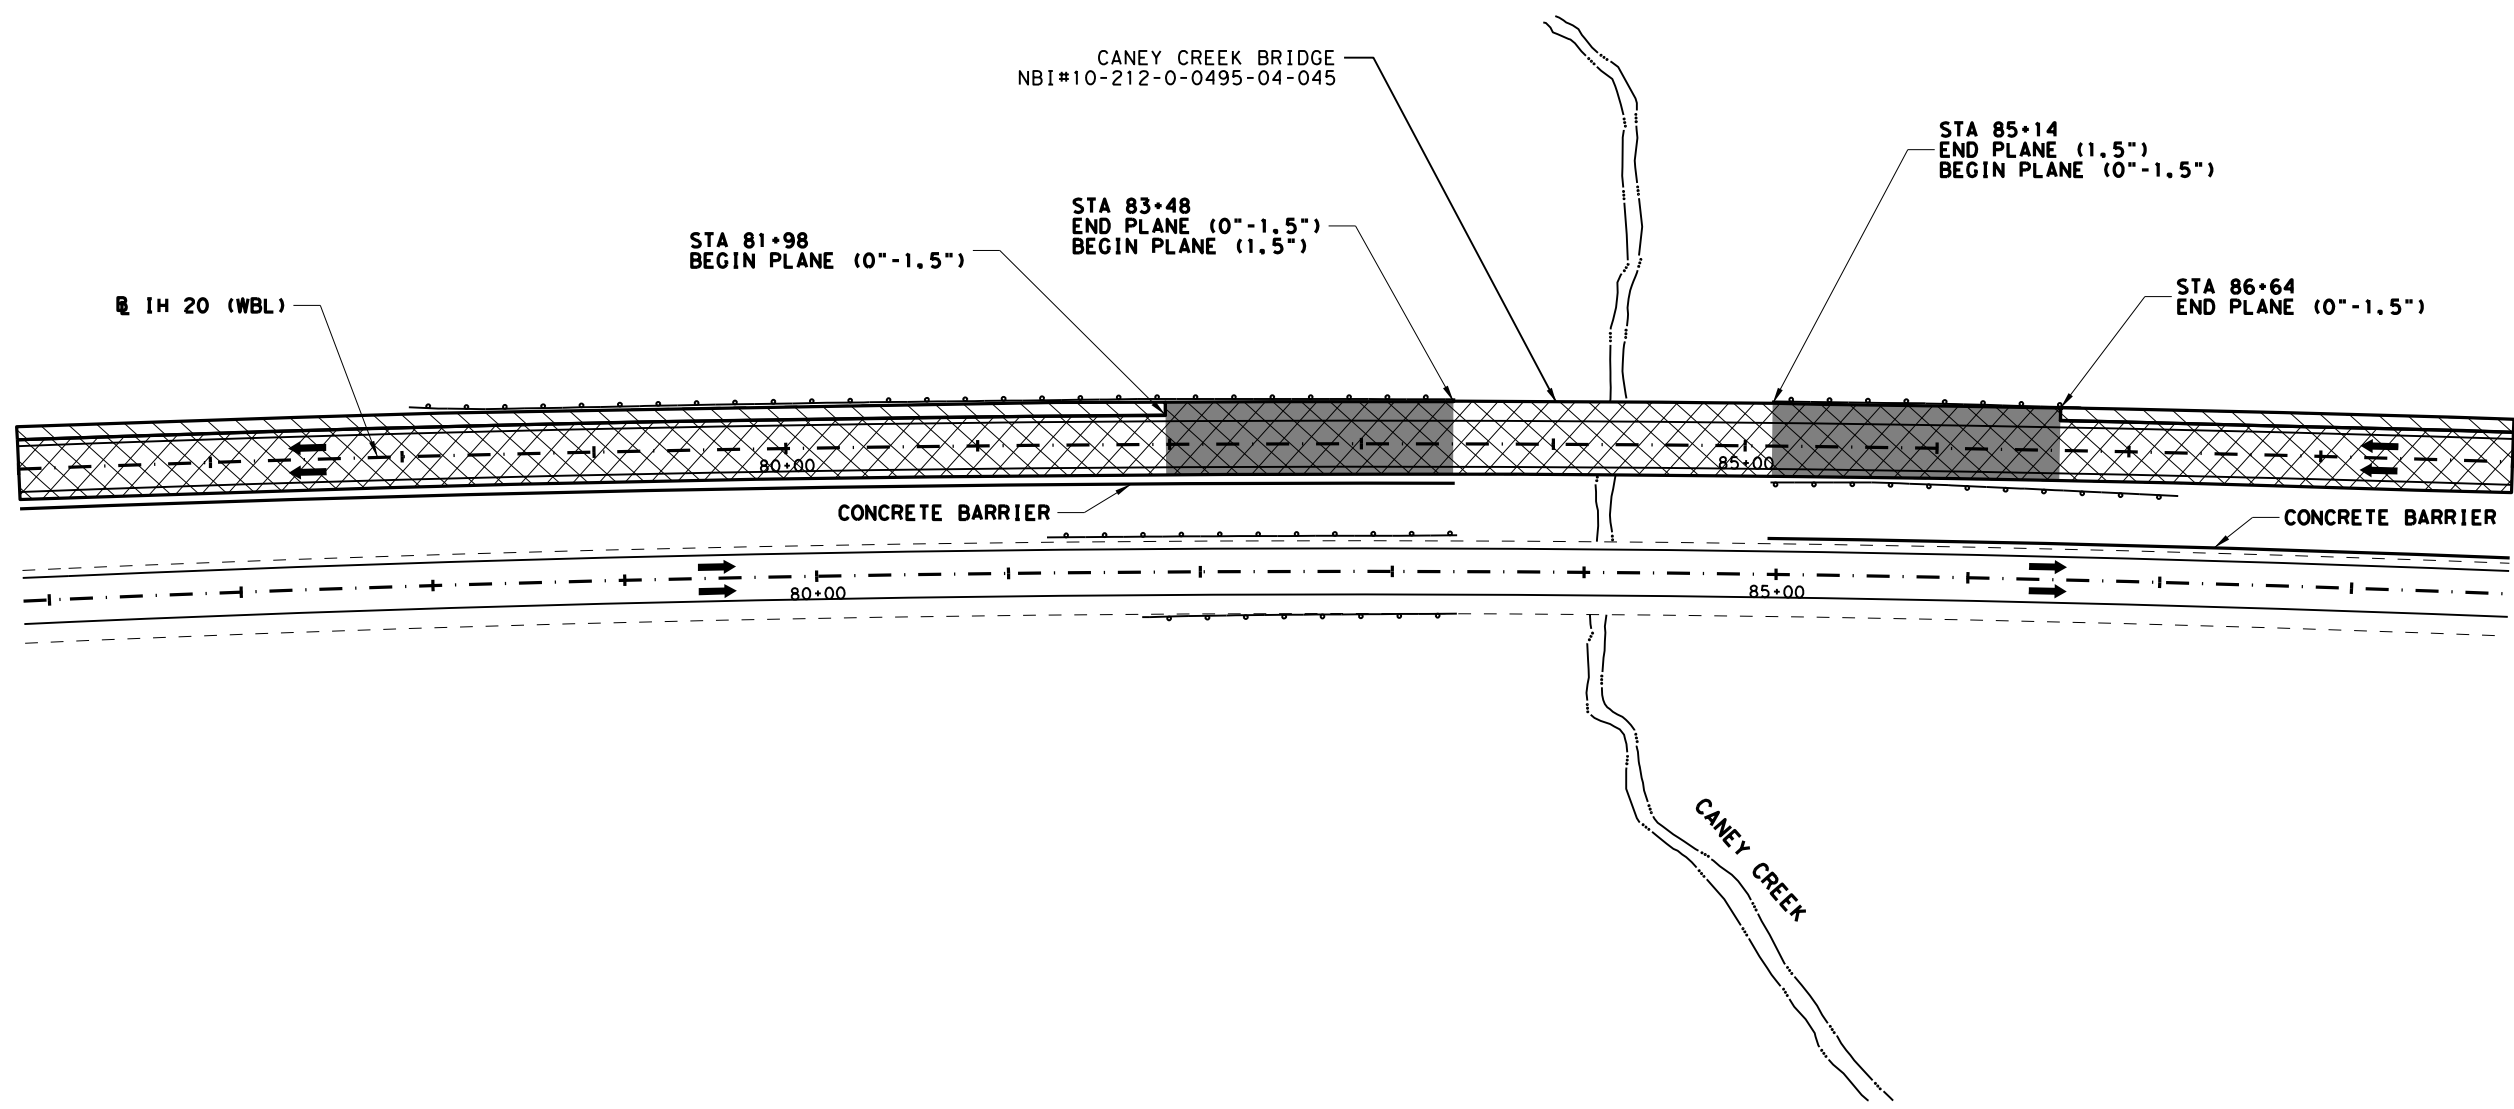 CANEY CREEK BRIDGE
NBI#10-212-0-0495-04-045
STA 85+14
END PLANE (1.5")
BEGIN PLANE (0"-1.5")
STA 83+48
END PLANE (0"-1.5")
BEGIN PLANE (1.5")
STA 81+98
BEGIN PLANE (0"-1.5")
STA 86+64
END PLANE (0"-1.5")
BL IH 20 (WBL)
80+00
85+00
CONCRETE BARRIER
CONCRETE BARRIER
80+00
85+00
CANEY CREEK